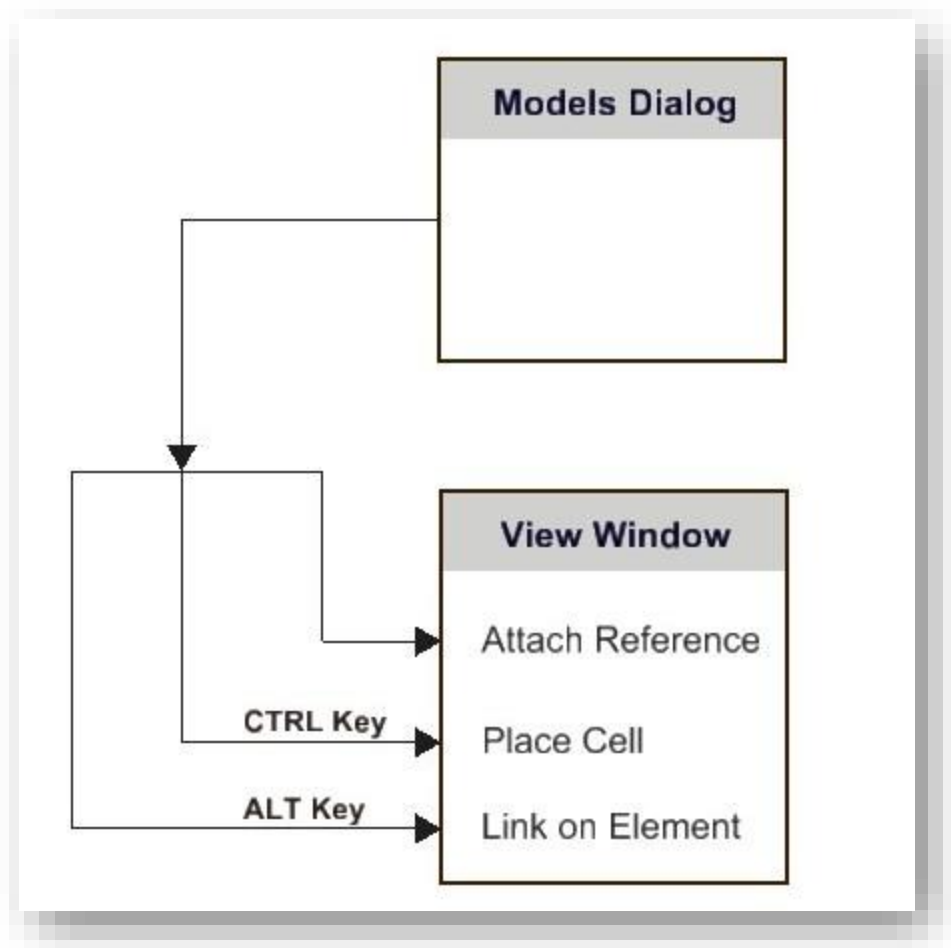 Models Dialog
View Window
Attach Reference
CTRL Key
Place Cell
ALT Key
Link on Element